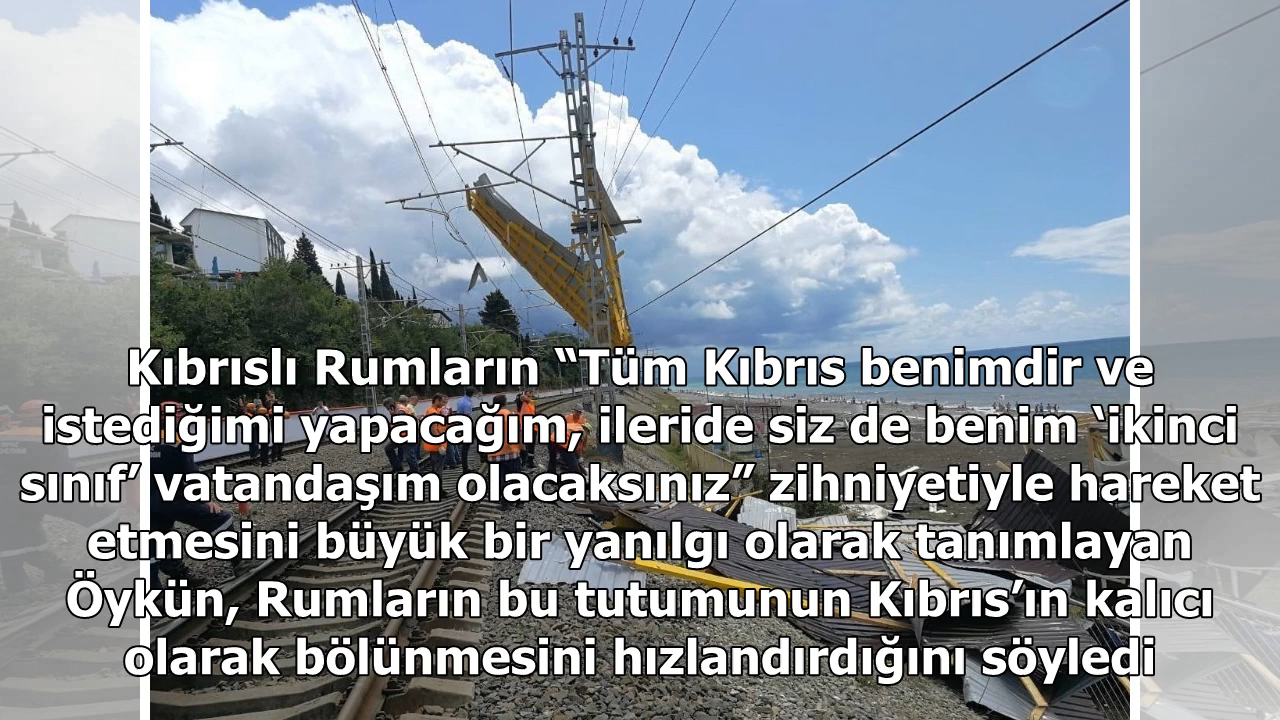 Kıbrıslı Rumların “Tüm Kıbrıs benimdir ve
istediğimi yapacağım, ileride siz de benim ‘ikinci
sınıf’ vatandaşım olacaksınız” zihniyetiyle hareket
etmesini büyük bir yanılgı olarak tanımlayan
Öykün, Rumların bu tutumunun Kıbrıs’ın kalıcı
olarak bölünmesini hızlandırdığını söyledi